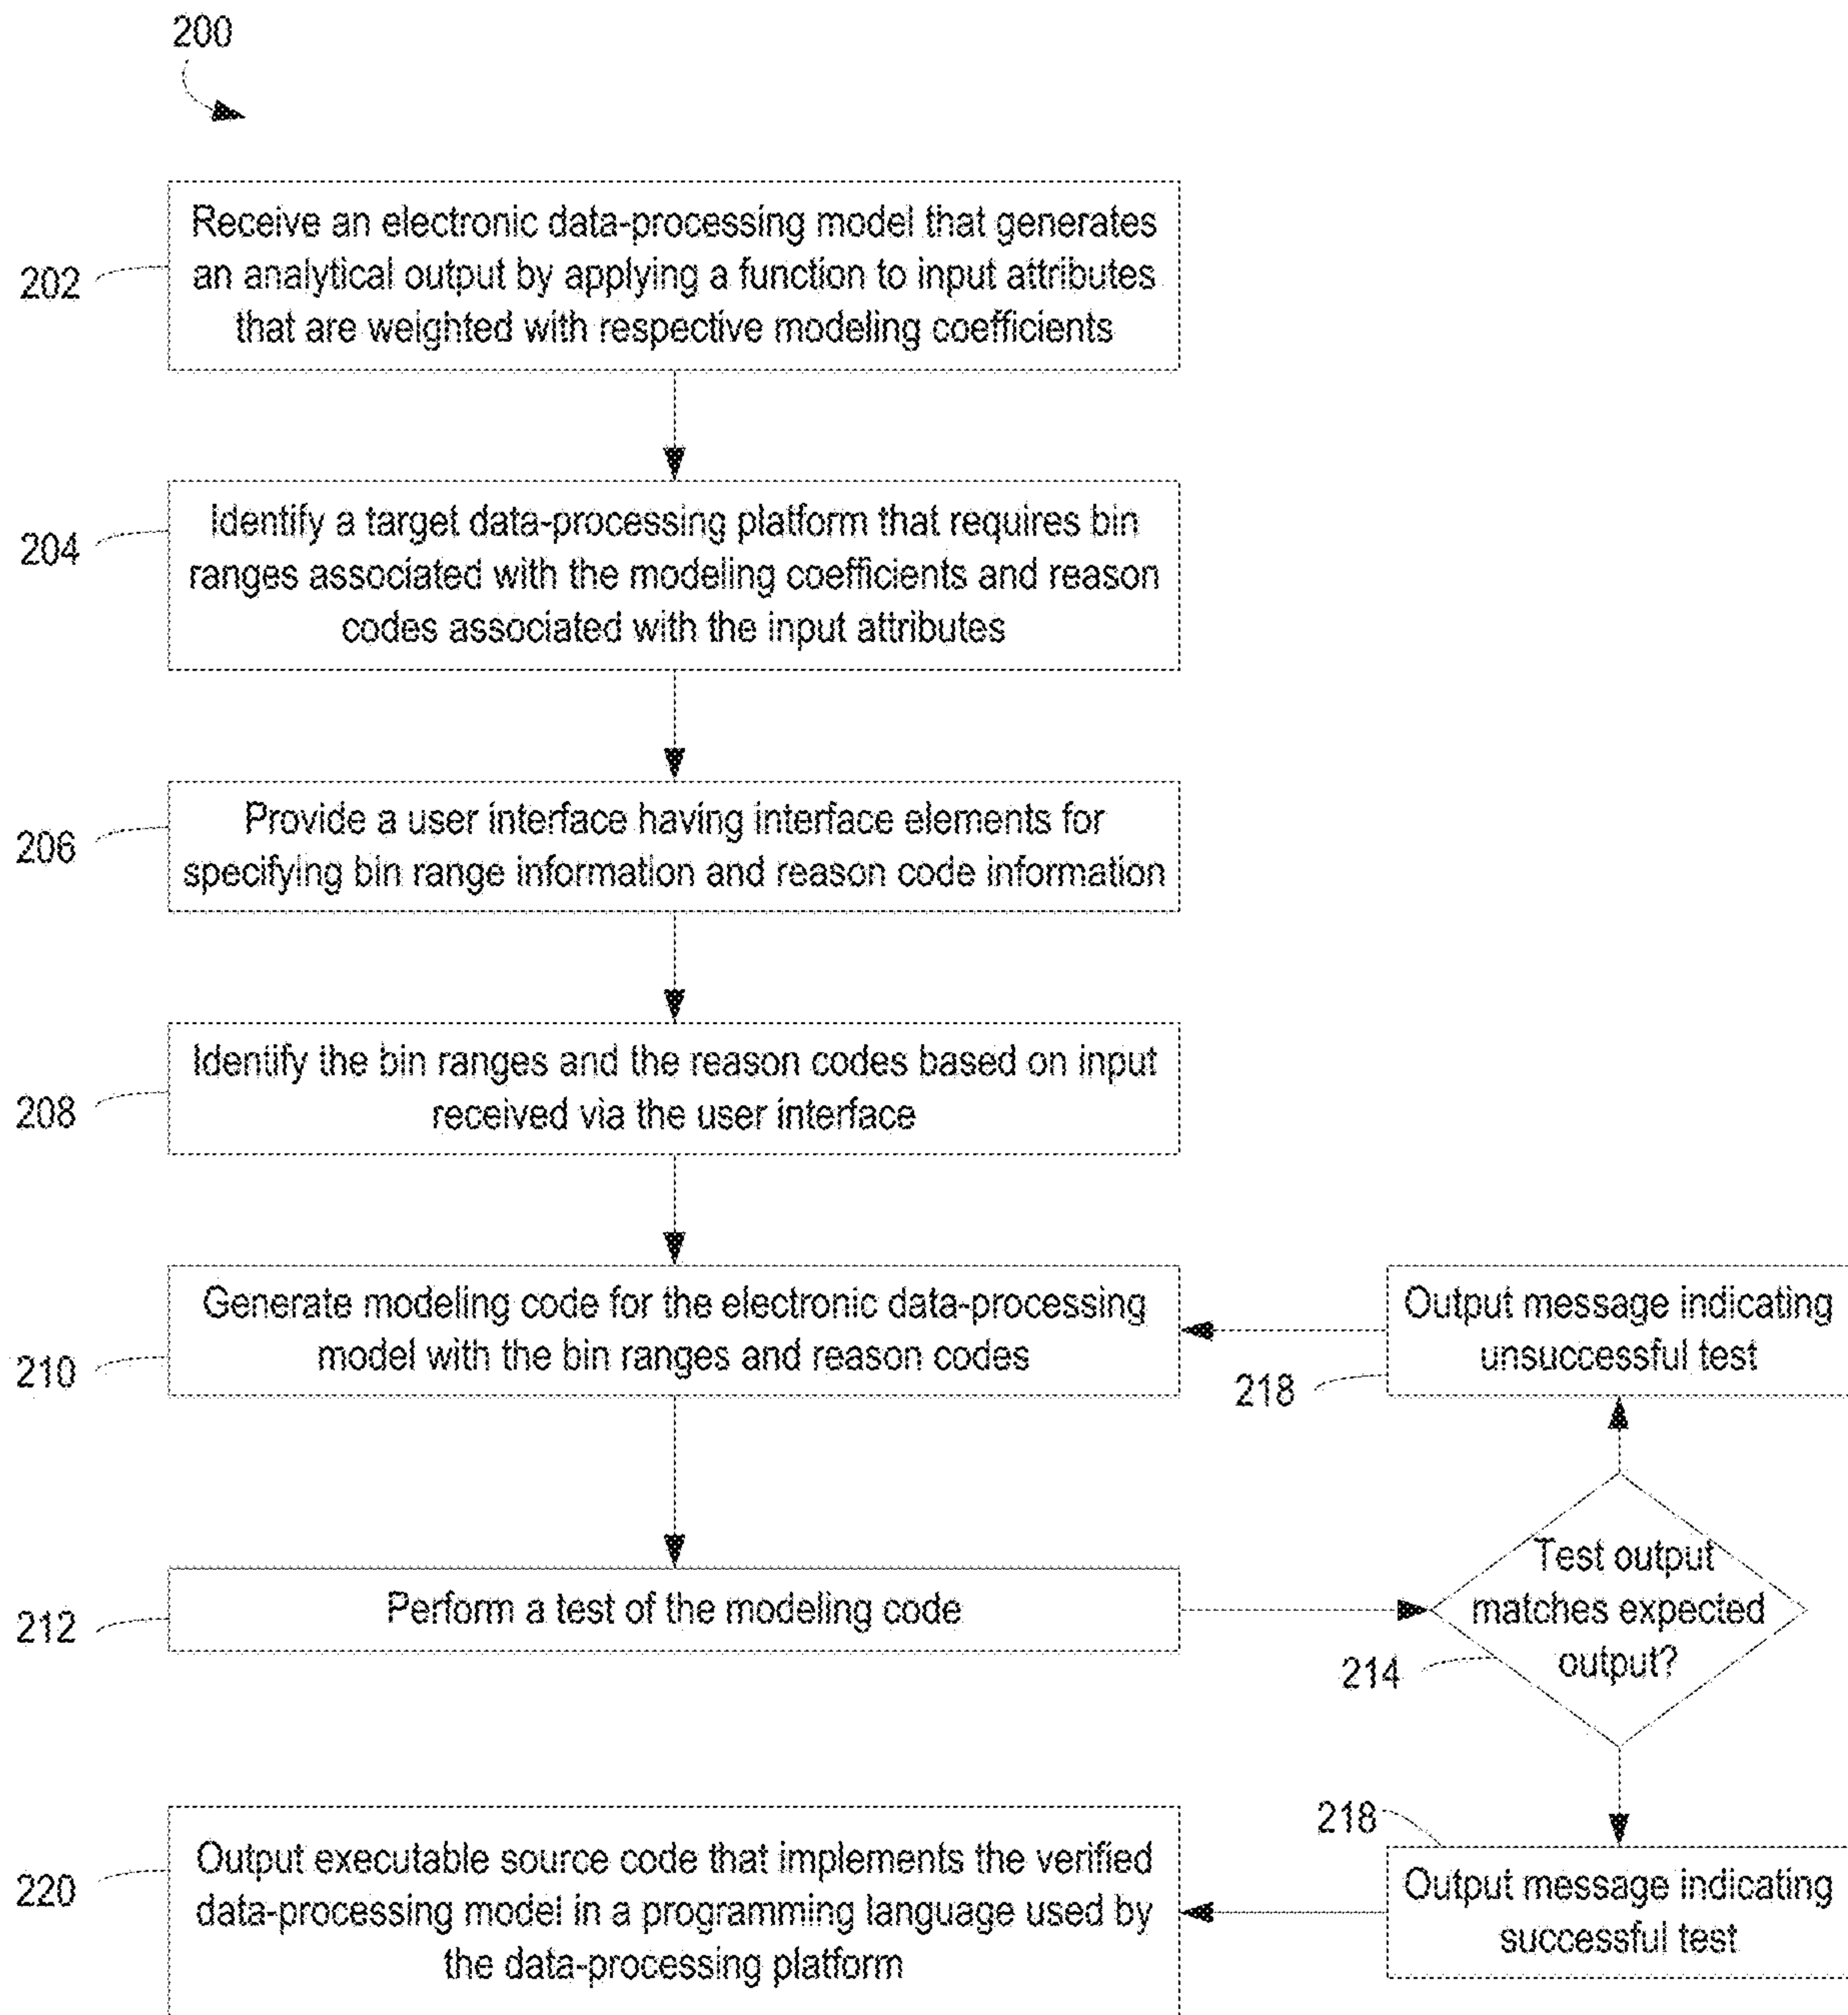 200
202
Receive an electronic data-processing model that generates
an analytical output by applying a function to input attributes
that are weighted with respective modeling coefficients
204
Identify a target data-processing platform that requires bin
ranges associated with the modeling coefficients and reason
codes associated with the input attributes
206
Provide a user interface having interface elements for
specifying bin range information and reason code information
208
Identify the bin ranges and the reason codes based on input
received via the user interface
210
Generate modeling code for the electronic data-processing
model with the bin ranges and reason codes
218
Output message indicating
unsuccessful test
212
Perform a test of the modeling code
214
Test output
matches expected
output?
218
Output message indicating
successful test
220
Output executable source code that implements the verified
data-processing model in a programming language used by
the data-processing platform